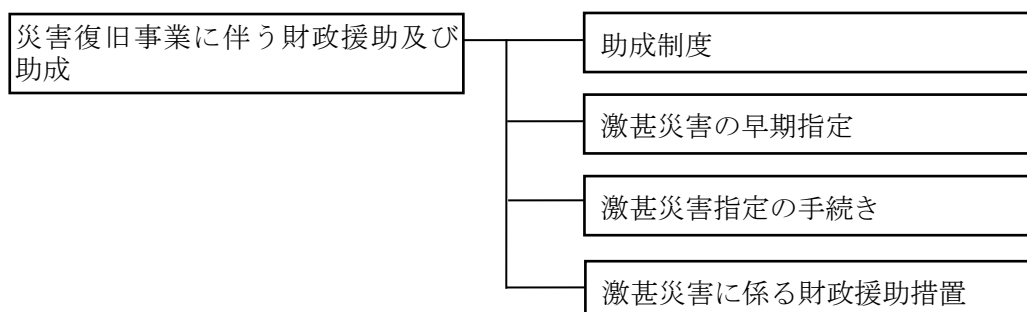 災害復旧事業に伴う財政援助及び
助成
助成制度
激甚災害の早期指定
激甚災害指定の手続き
激甚災害に係る財政援助措置